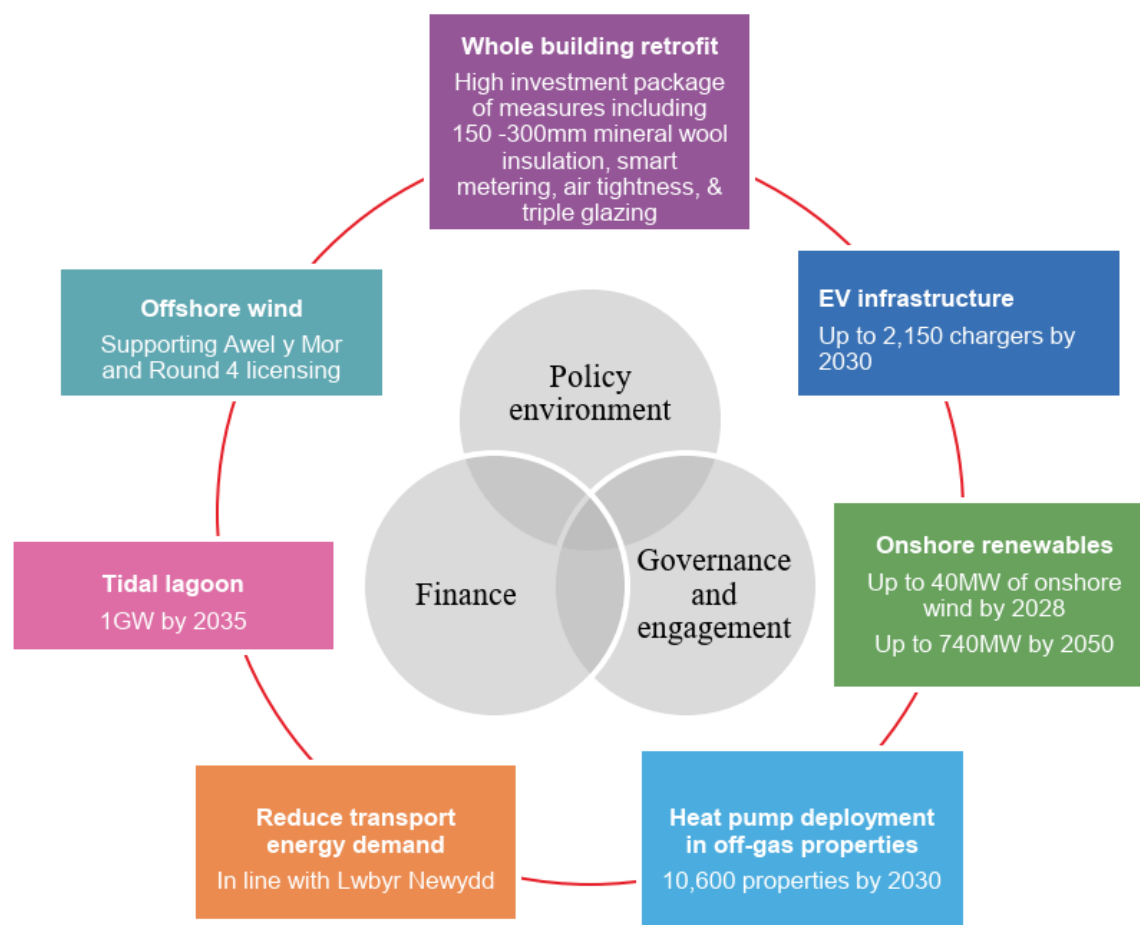 Whole building retrofit
High investment package
of measures including
150 -300mm mineral wool
insulation, smart
metering, air tightness, &
triple glazing
EV infrastructure
Up to 2,150 chargers by
2030
Onshore renewables
Up to 40MW of onshore
wind by 2028
Up to 740MW by 2050
Heat pump deployment
in off-gas properties
10,600 properties by 2030
Reduce transport
energy demand
In line with Lwbyr Newydd
Tidal lagoon
1GW by 2035
Offshore wind
Supporting Awel y Mor
and Round 4 licensing
Policy
environment
Governance
and
engagement
Finance